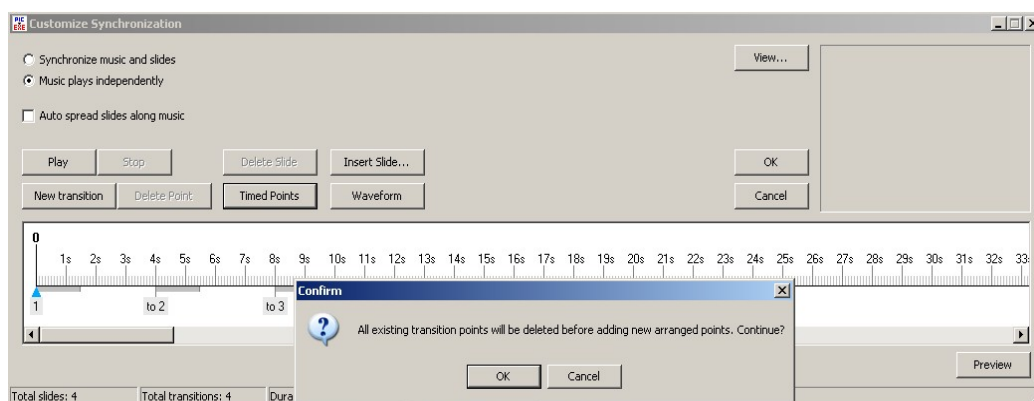 PIC
EXE
Customize Synchronization
Synchronize music and slides
View...
Music plays independently
Auto spread slides along music
Play
Stop
Delete Slide
Insert Slide...
OK
New transition
Delete Point
Timed Points
Waveform
Cancel
0
1s 2s 3s 4s 5s 6s 7s 8s 9s 10s 11s 12s 13s 14s 15s 16s 17s 18s 19s 20s 21s 22s 23s 24s 25s 26s 27s 28s 29s 30s 31s 32s 33
1 to 2 to 3
Confirm
All existing transition points will be deleted before adding new arranged points. Continue?
OK
Cancel
Preview
Total slides: 4 Total transitions: 4 Dura